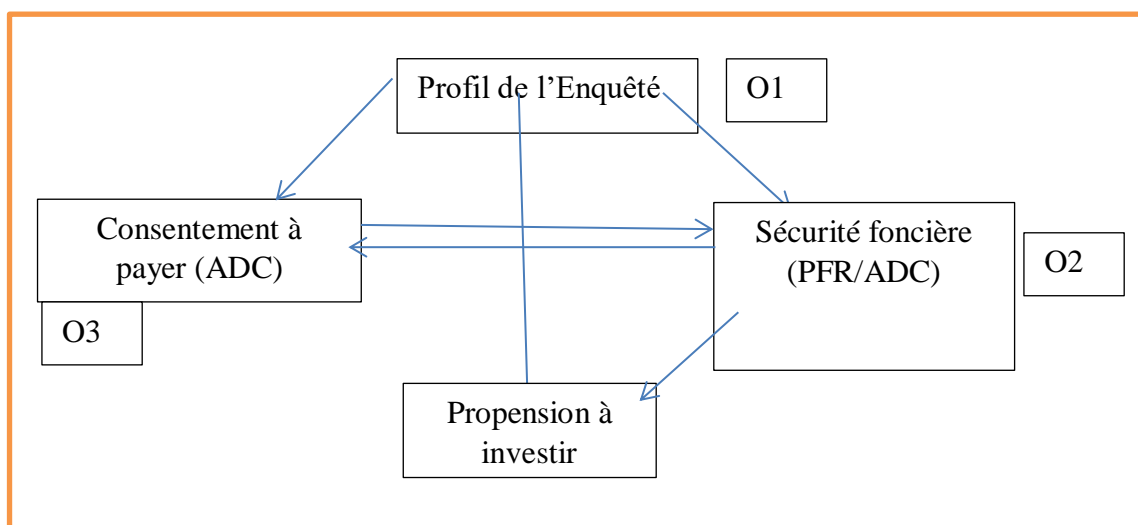 Profil de l’Enquêté
O1
Consentement à
payer (ADC)
Sécurité foncière
(PFR/ADC)
O2
O3
Propension à
investir